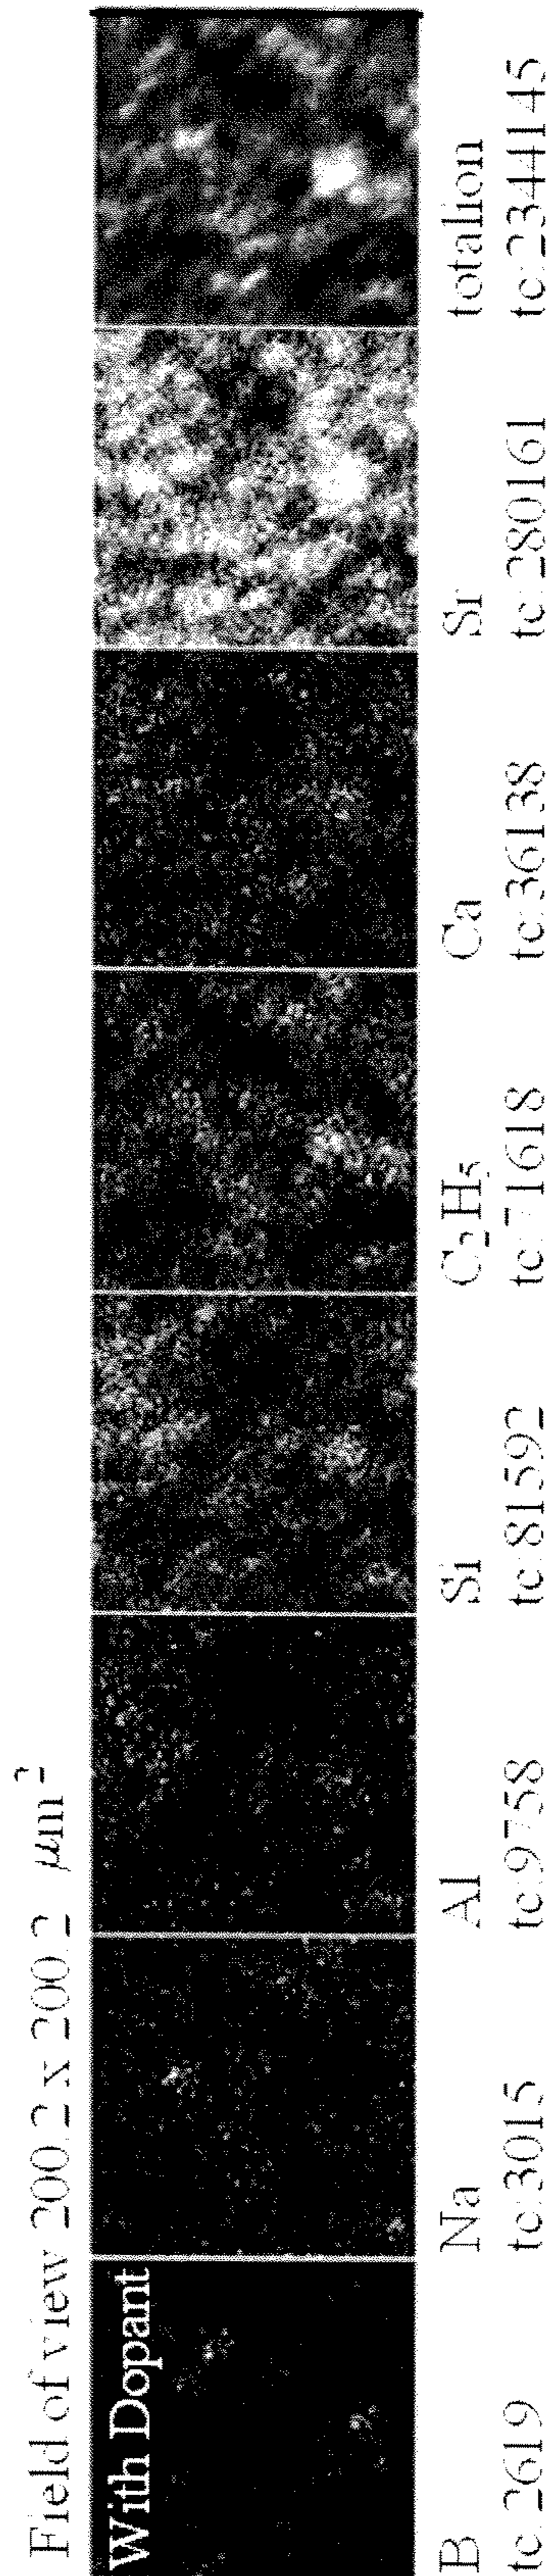 Field of view 200.2 x 200.2 μm²
With Dopant
B
tc: 2619
Na
tc:3015
Al
tc:9758
Si
tc:81592
C₂H₅
tc:71618
Ca
tc:36138
Sr
tc:280161
totalion
tc:2344145